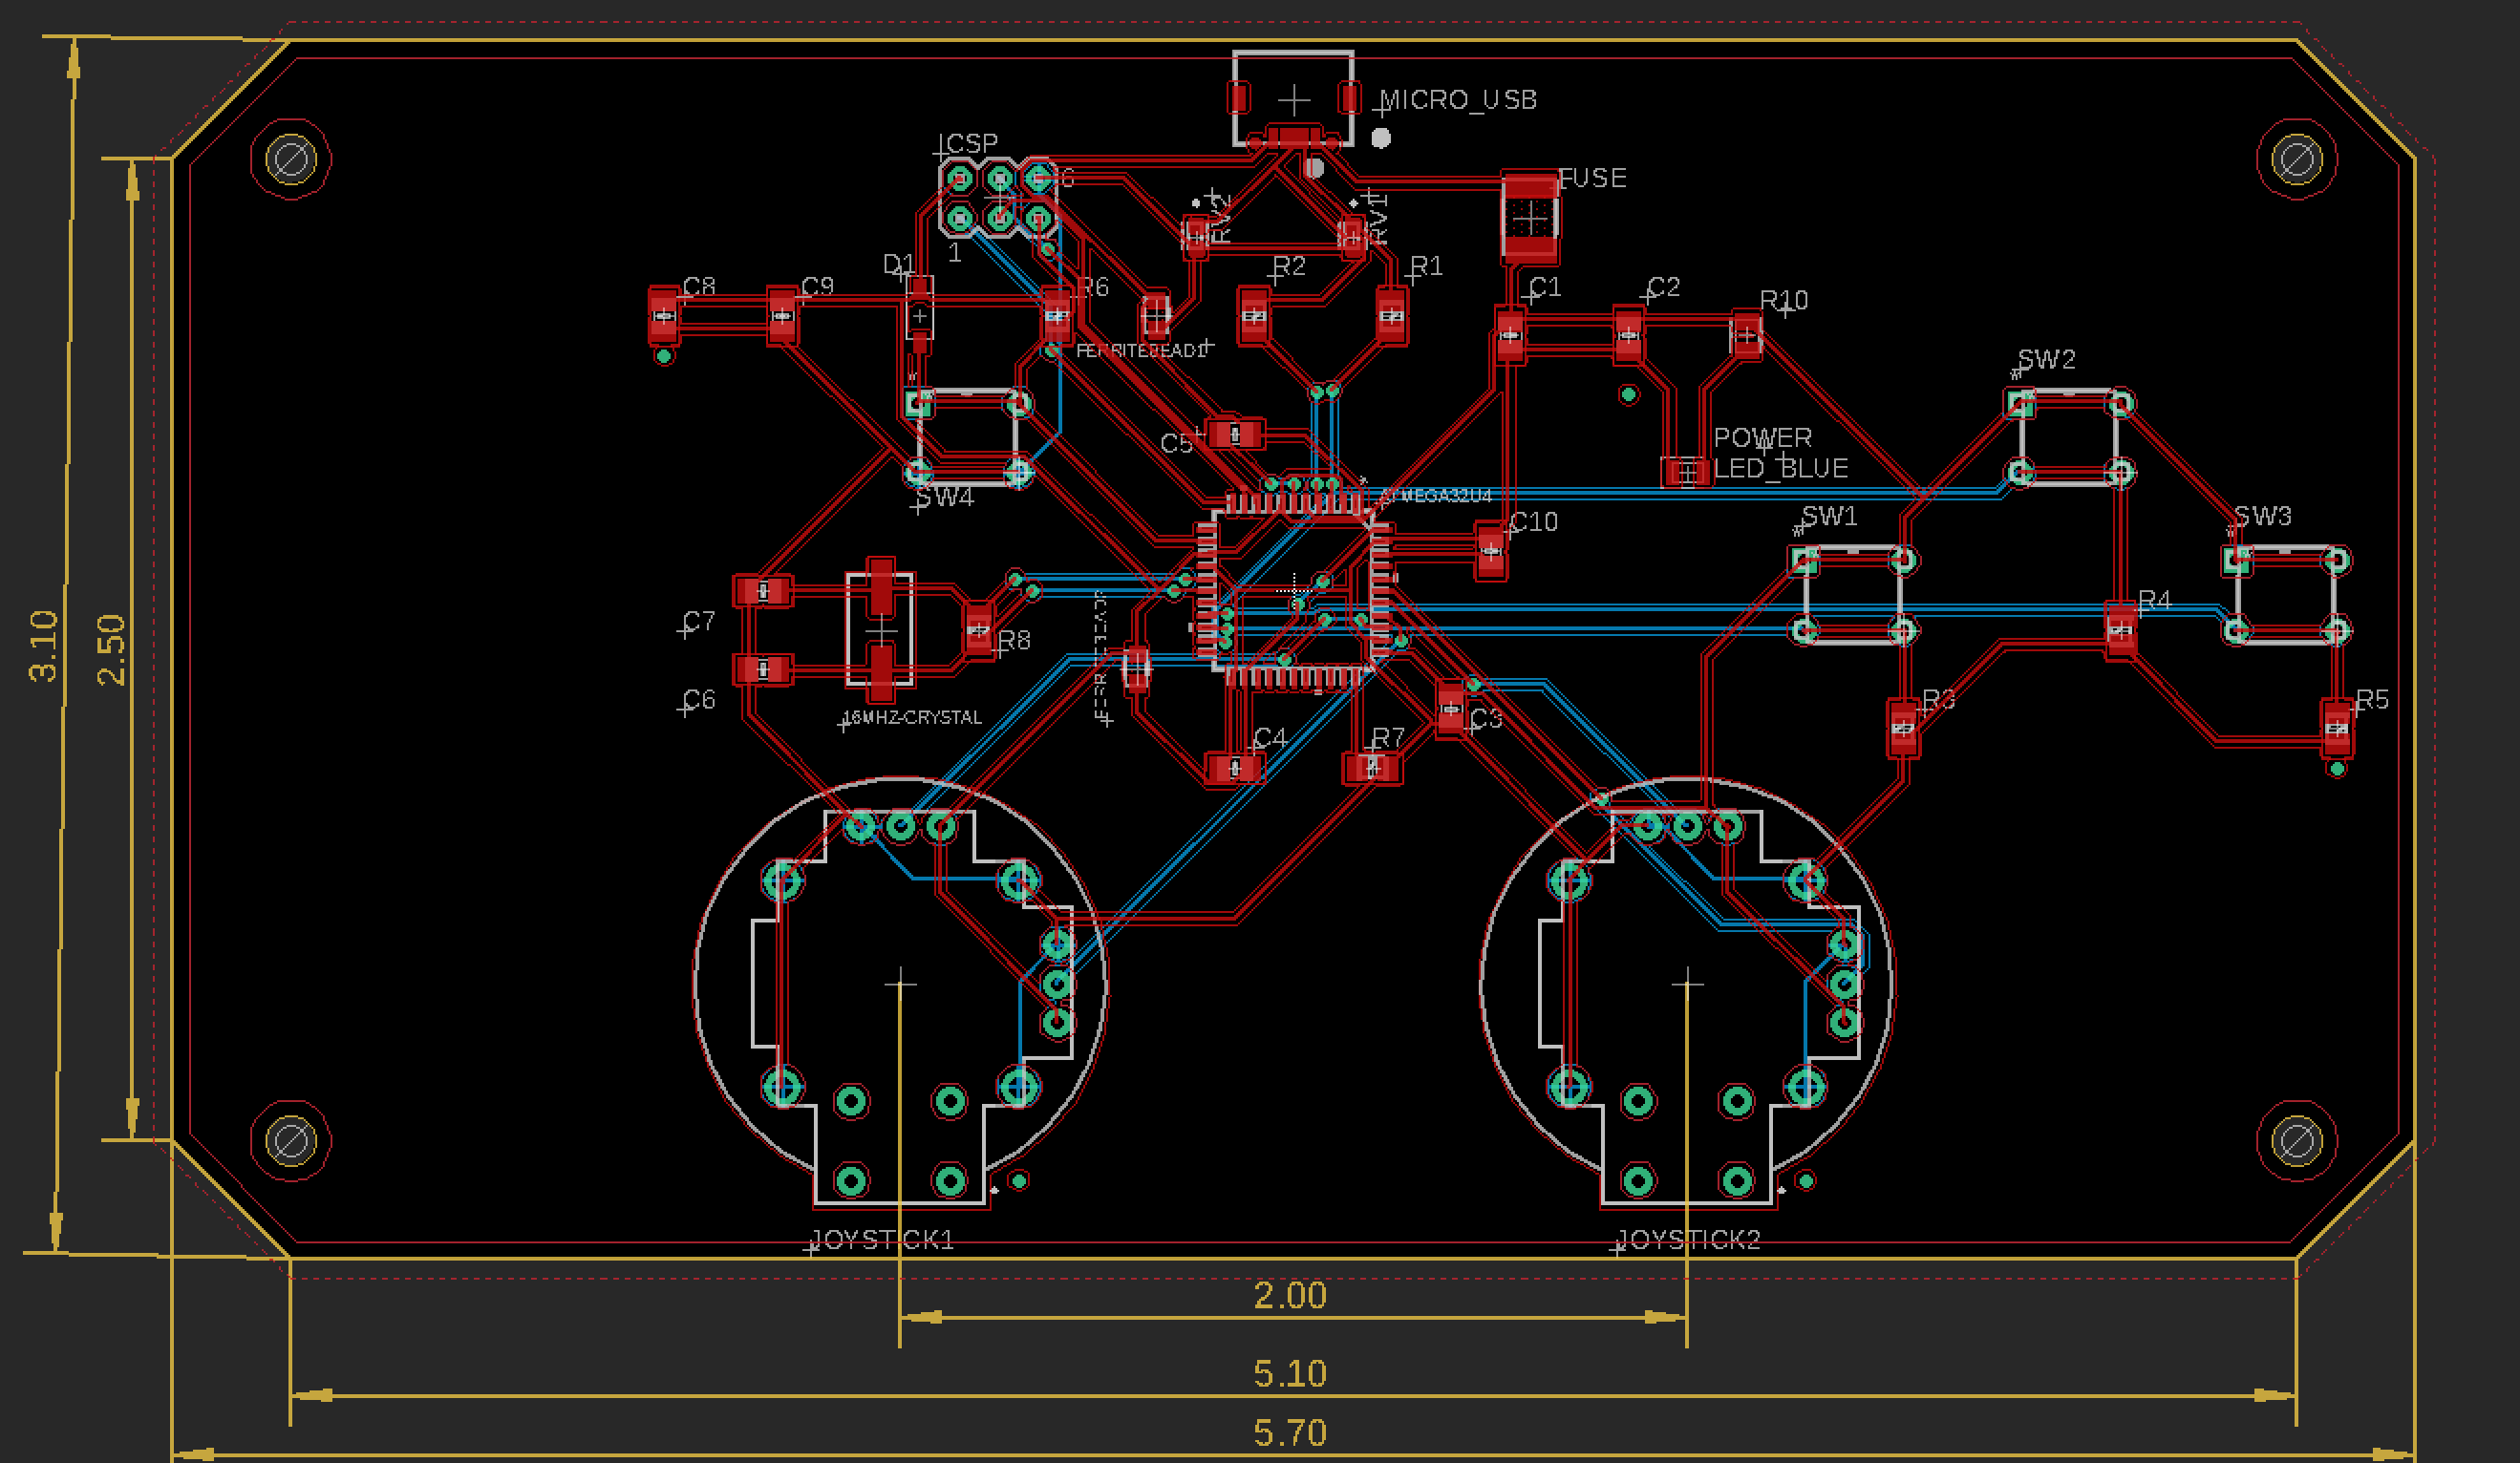 MICRO_USB
CSP
6
FUSE
RV2
RV1
1
D1
R2
R1
C8
C9
R6
C1
C2
R10
FERRITEBEAD1
SW2
C5
POWER
LED_BLUE
SW4
ATMEGA32U4
C10
SW1
SW3
3.10
2.50
C7
R8
R4
C6
16MHZ-CRYSTAL
C4
R7
C3
R3
R5
JOYSTICK1
JOYSTICK2
2.00
5.10
5.70